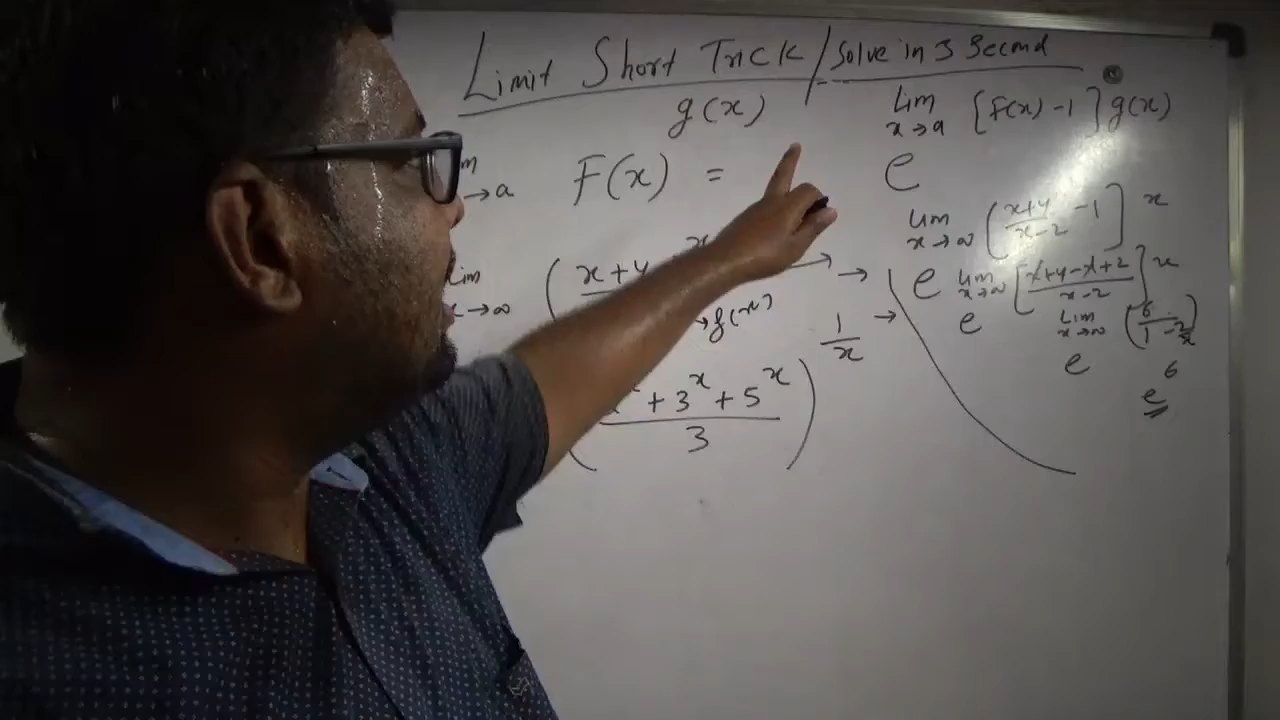 Limit Short Trick / Solve in 3 Second
g(x)
Lim x→a [f(x) -1] g(x)
m →a F(x) = e
Lim x→∞ (x+4/x-2 -1] x
e
Lim x→∞ (x+4 x
Lim x→∞ [x+4-x+2/x-2] x
→f(x)
e
Lim x→∞ (6/1-2/x)
1/x
e
6
e
x + 3^x + 5^x / 3